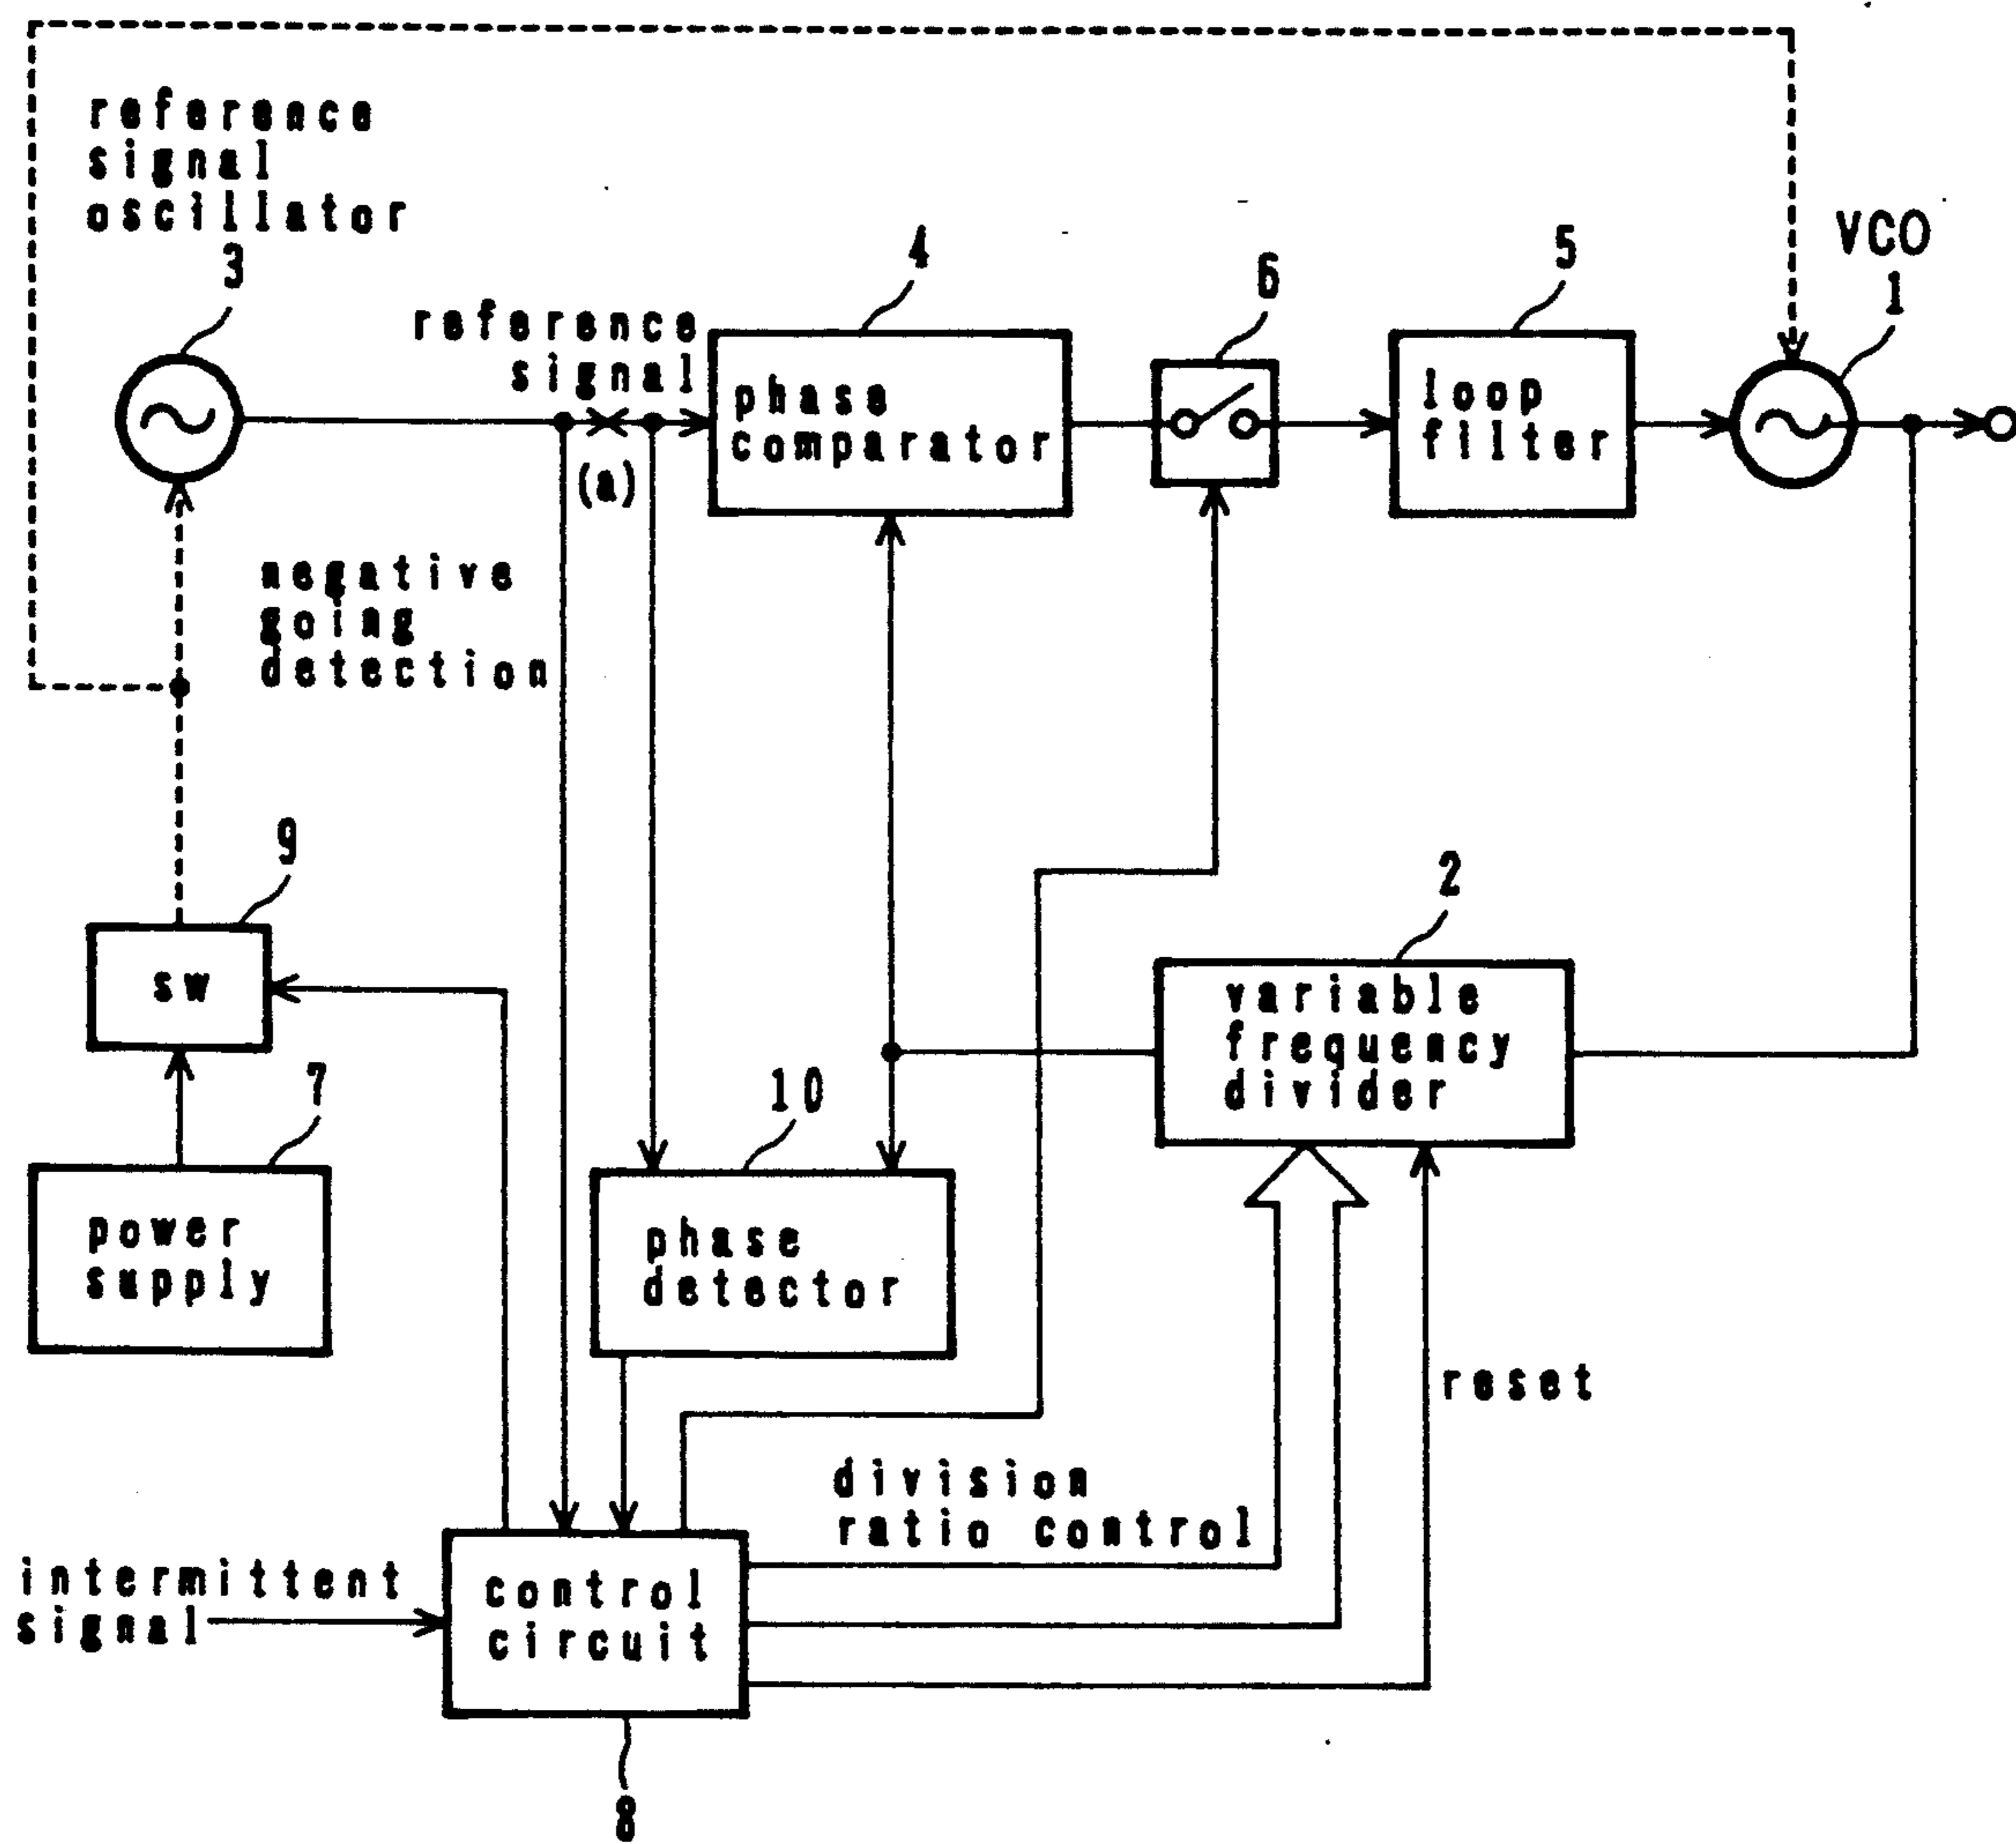 reference
signal
oscillator
3
reference
signal
(a)
4
phase
comparator
6
5
loop
filter
VCO
1
negative
going
detection
9
SW
2
variable
frequency
divider
7
power
supply
10
phase
detector
reset
division
ratio control
intermittent
signal
control
circuit
8